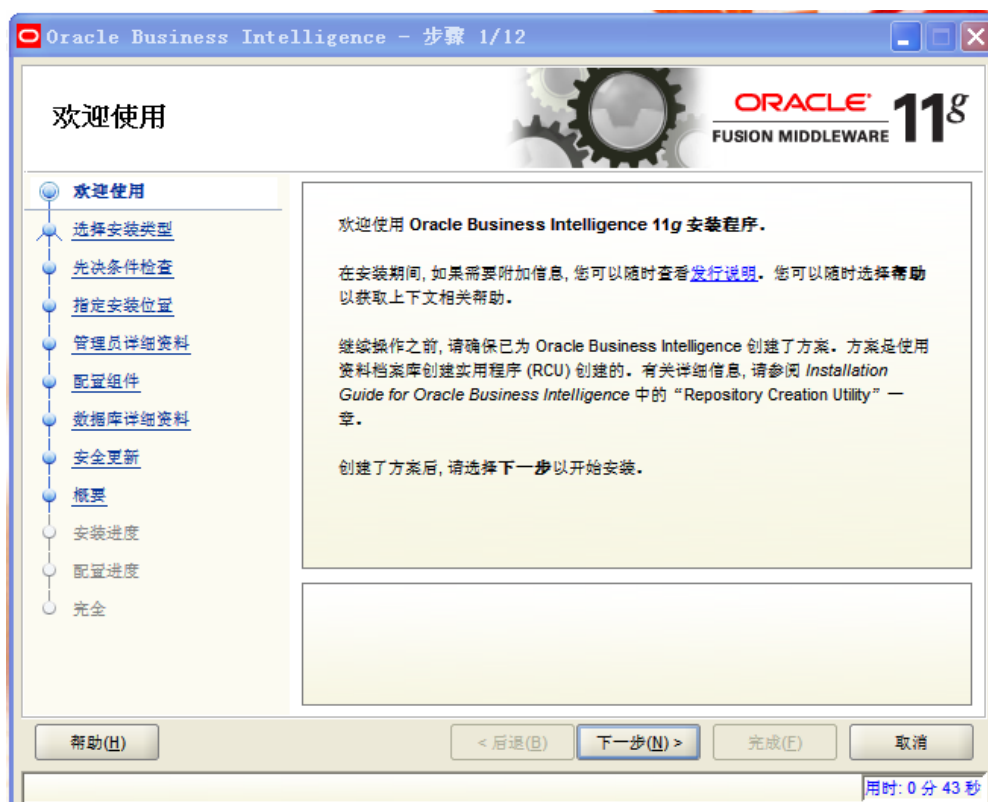 Oracle Business Intelligence - 步骤 1/12
欢迎使用
ORACLE 11g
FUSION MIDDLEWARE
欢迎使用
选择安装类型
先决条件检查
指定安装位置
管理员详细资料
配置组件
数据库详细资料
安全更新
概要
安装进度
配置进度
完全
欢迎使用 Oracle Business Intelligence 11g 安装程序。
在安装期间, 如果需要附加信息, 您可以随时查看发行说明。您可以随时选择帮助
以获取上下文相关帮助。
继续操作之前, 请确保已为 Oracle Business Intelligence 创建了方案。方案是使用
资料档案库创建实用程序 (RCU) 创建的。有关详细信息, 请参阅 Installation
Guide for Oracle Business Intelligence 中的“Repository Creation Utility”一
章。
创建了方案后, 请选择下一步以开始安装。
帮助(H)
< 后退(B)
下一步(N) >
完成(F)
取消
用时: 0 分 43 秒